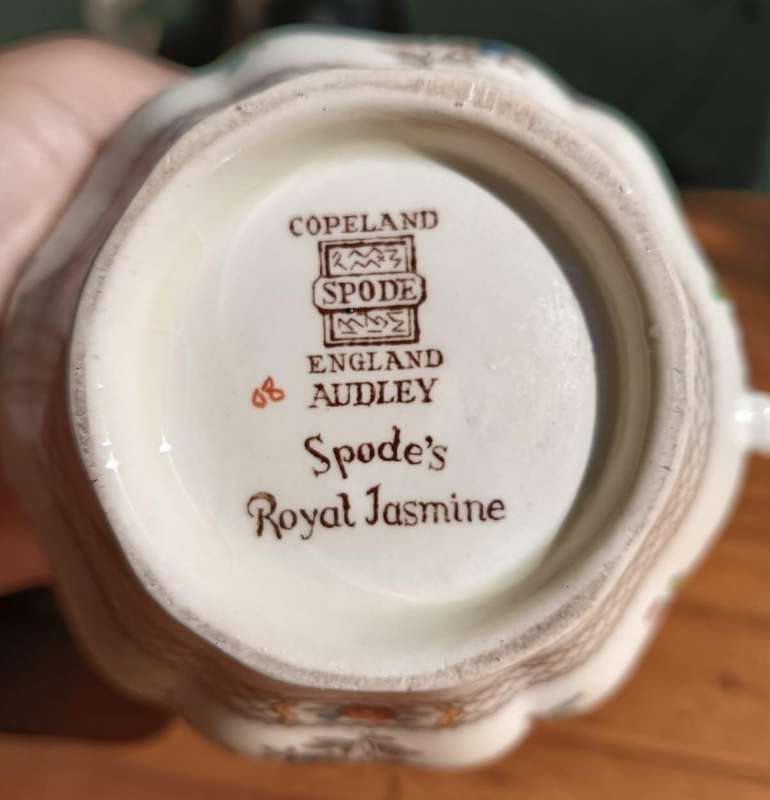 COPELAND
SPODE
ENGLAND
08 AUDLEY
Spode's
Royal Jasmine